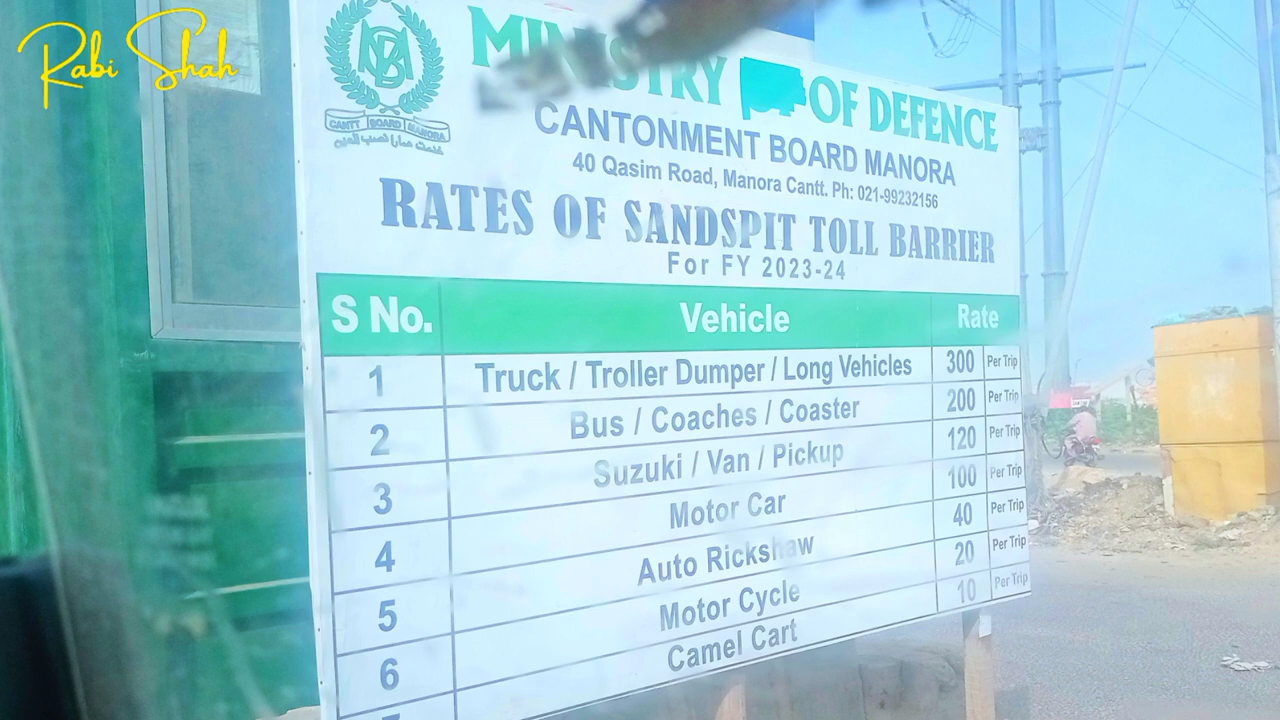 Rabi Shah
MINISTRY OF DEFENCE
CANTT BOARD MANORA
CANTONMENT BOARD MANORA
40 Qasim Road, Manora Cantt. Ph: 021-99232156
RATES OF SANDSPIT TOLL BARRIER
For FY 2023-24
S No. Vehicle Rate
1 Truck / Troller Dumper / Long Vehicles 300 Per Trip
2 Bus / Coaches / Coaster 200 Per Trip
3 Suzuki / Van / Pickup 120 Per Trip
4 Motor Car 100 Per Trip
5 Auto Rickshaw 40 Per Trip
6 Motor Cycle 20 Per Trip
Camel Cart 10 Per Trip